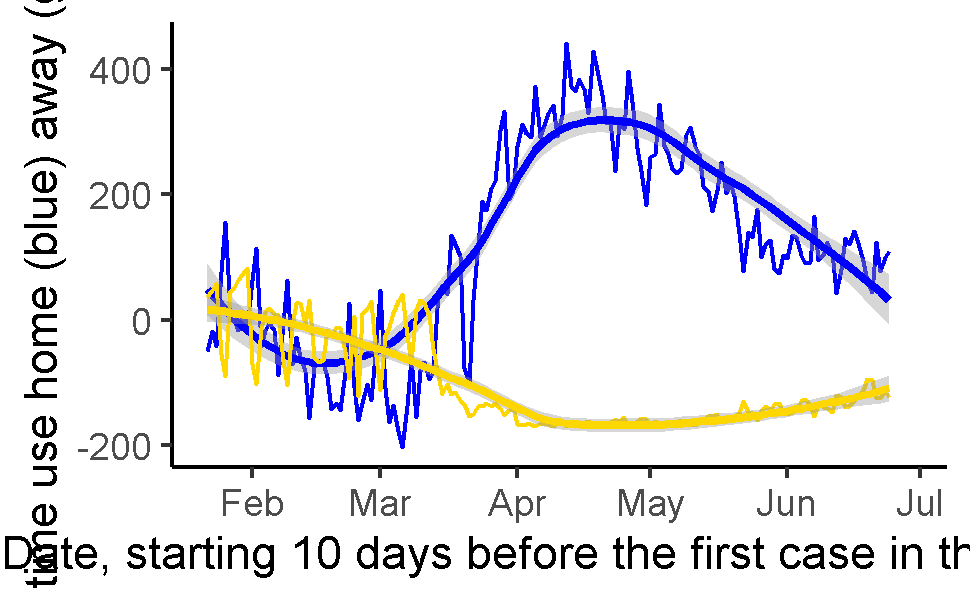 time use home (blue) away (
400
200
0
-200
Feb Mar Apr May Jun Jul
Date, starting 10 days before the first case in th